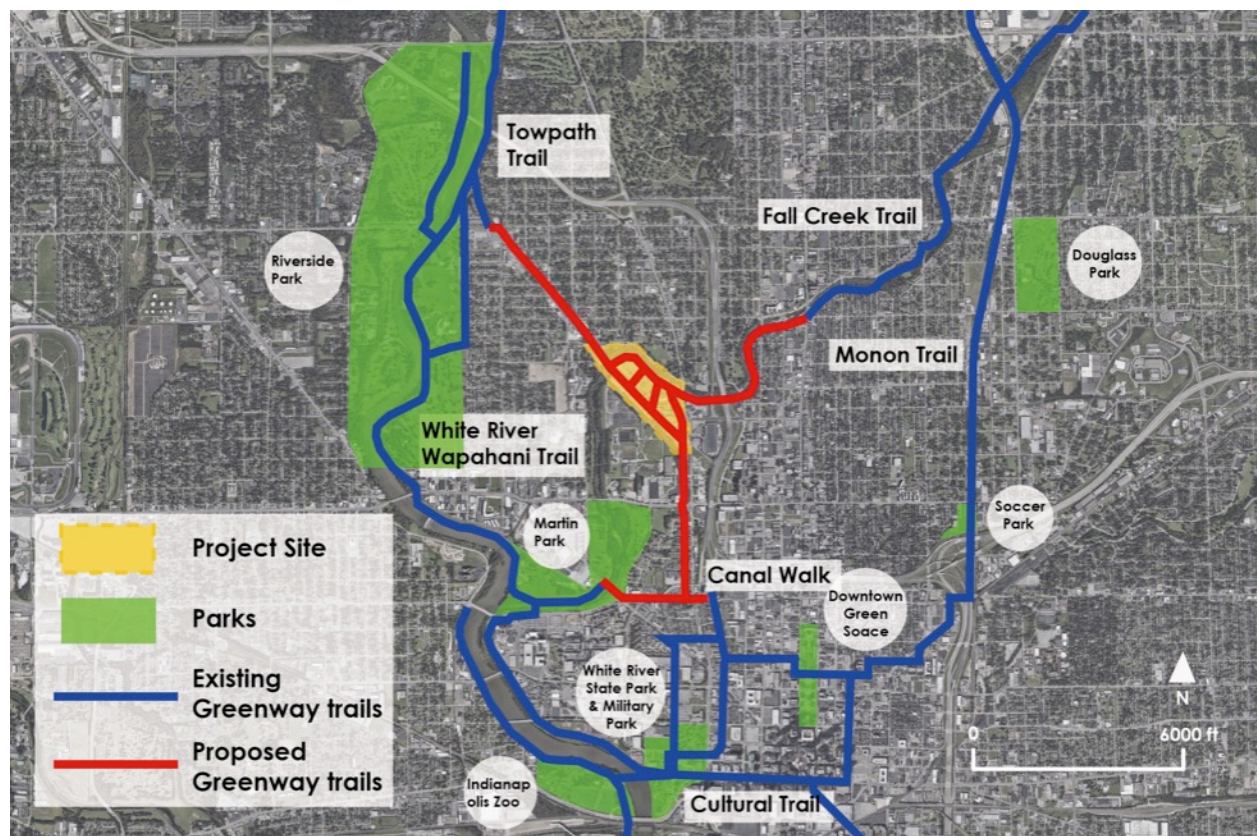 Towpath
Trail
Fall Creek Trail
Riverside
Park
Douglass
Park
Monon Trail
White River
Wapahani Trail
Martin
Park
Soccer
Park
Project Site
Canal Walk
Downtown
Green
Soace
Parks
White River
State Park
& Military
Park
Existing
Greenway trails
N
0
6000 ft
Proposed
Greenway trails
Indianap
olis Zoo
Cultural Trail